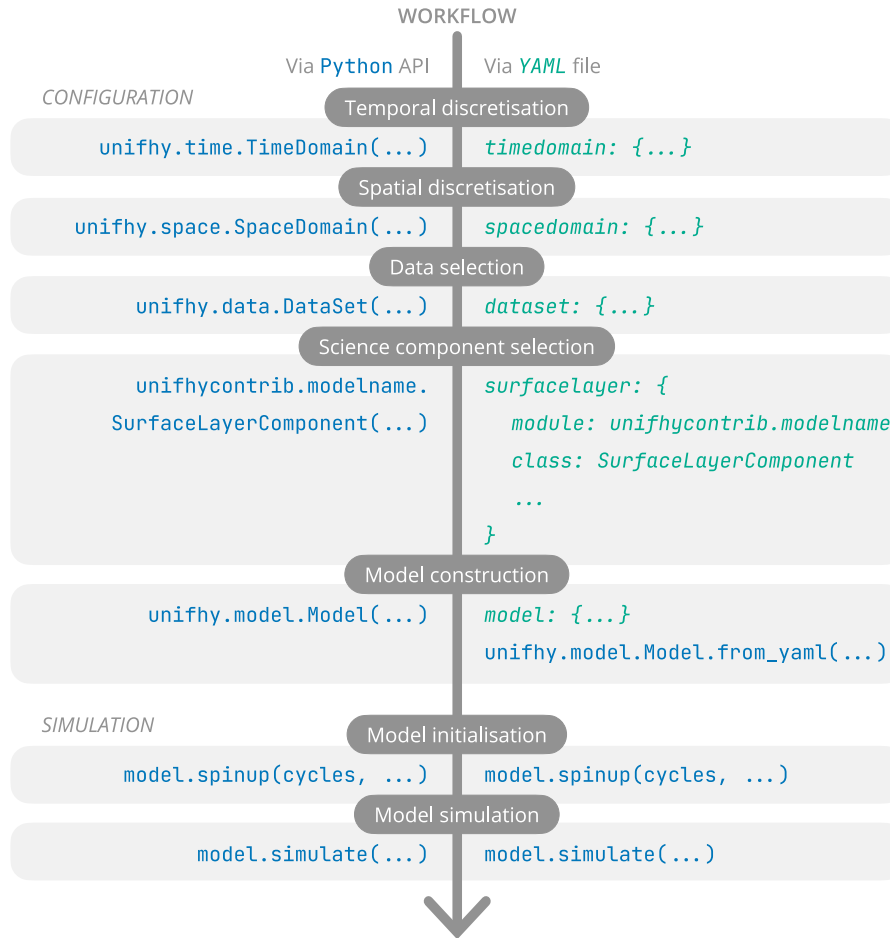 WORKFLOW
Via Python API
Via YAML file
CONFIGURATION
Temporal discretisation
unifhy.time.TimeDomain(...)
timedomain: {...}
Spatial discretisation
unifhy.space.SpaceDomain(...)
spacedomain: {...}
Data selection
unifhy.data.DataSet(...)
dataset: {...}
Science component selection
unifhycontrib.modelname.
SurfaceLayerComponent(...)
surfacelayer: {
module: unifhycontrib.modelname
class: SurfaceLayerComponent
...
}
Model construction
unifhy.model.Model(...)
model: {...}
unifhy.model.Model.from_yaml(...)
SIMULATION
Model initialisation
model.spinup(cycles, ...)
model.spinup(cycles, ...)
Model simulation
model.simulate(...)
model.simulate(...)